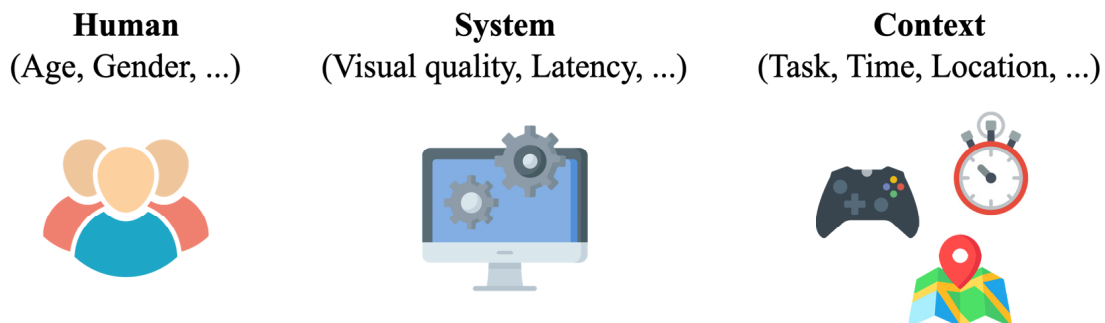 Human
(Age, Gender, ...)
System
(Visual quality, Latency, ...)
Context
(Task, Time, Location, ...)